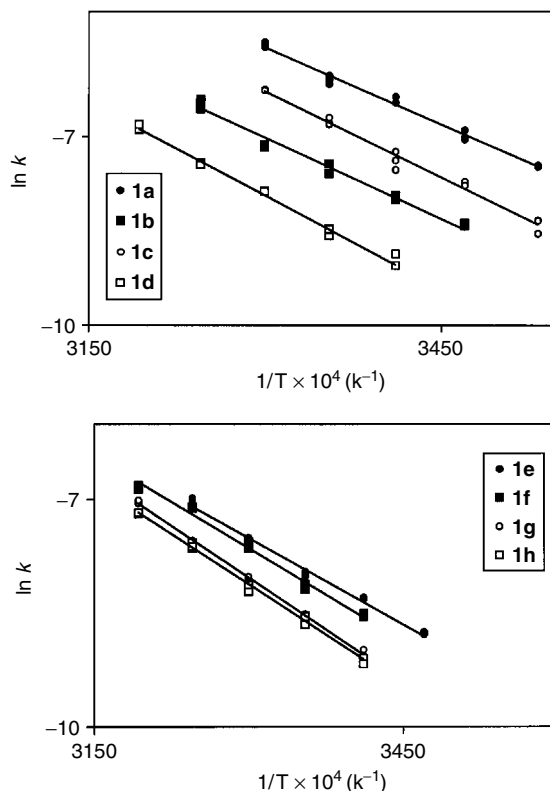 ln k
−7
−10
1a
1b
1c
1d
3150
3450
1/T × 10⁴ (k⁻¹)
ln k
−7
−10
1e
1f
1g
1h
3150
3450
1/T × 10⁴ (k⁻¹)